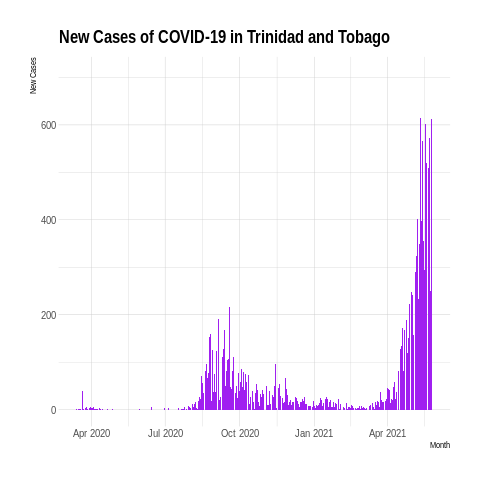 New Cases of COVID-19 in Trinidad and Tobago
New Cases
600
400
200
0
Apr 2020 Jul 2020 Oct 2020 Jan 2021 Apr 2021
Month